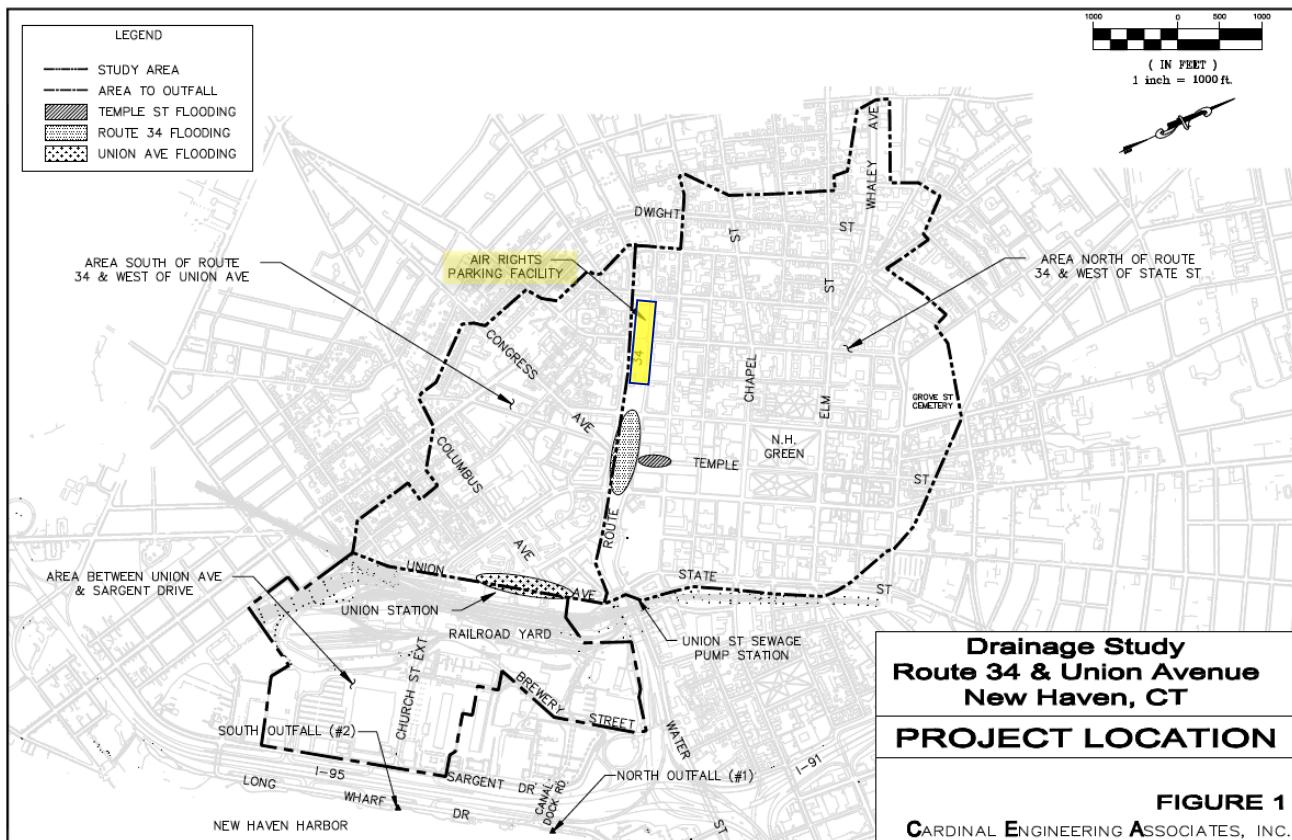 LEGEND
STUDY AREA
AREA TO OUTFALL
TEMPLE ST FLOODING
ROUTE 34 FLOODING
UNION AVE FLOODING
1000 0 500 1000
( IN FEET )
1 inch = 1000 ft.
WHALEY AVE
DWIGHT
ST
ST
AIR RIGHTS
PARKING FACILITY
AREA SOUTH OF ROUTE
34 & WEST OF UNION AVE
AREA NORTH OF ROUTE
34 & WEST OF STATE ST
ST
CONGRESS
AVE
34
CHAPEL
ELM
GROVE ST
CEMETERY
COLUMBUS
AVE
N.H.
GREEN
TEMPLE
ST
ROUTE
UNION
AVE
STATE
ST
AREA BETWEEN UNION AVE
& SARGENT DRIVE
UNION STATION
RAILROAD YARD
UNION ST SEWAGE
PUMP STATION
CHURCH ST EXT
BREWERY
STREET
WATER
ST
SOUTH OUTFALL (#2)
I-95
SARGENT DR
CANAL
DOCK RD
NORTH OUTFALL (#1)
I-91
LONG
WHARF
DR
NEW HAVEN HARBOR
Drainage Study
Route 34 & Union Avenue
New Haven, CT
PROJECT LOCATION
FIGURE 1
CARDINAL ENGINEERING ASSOCIATES, INC.